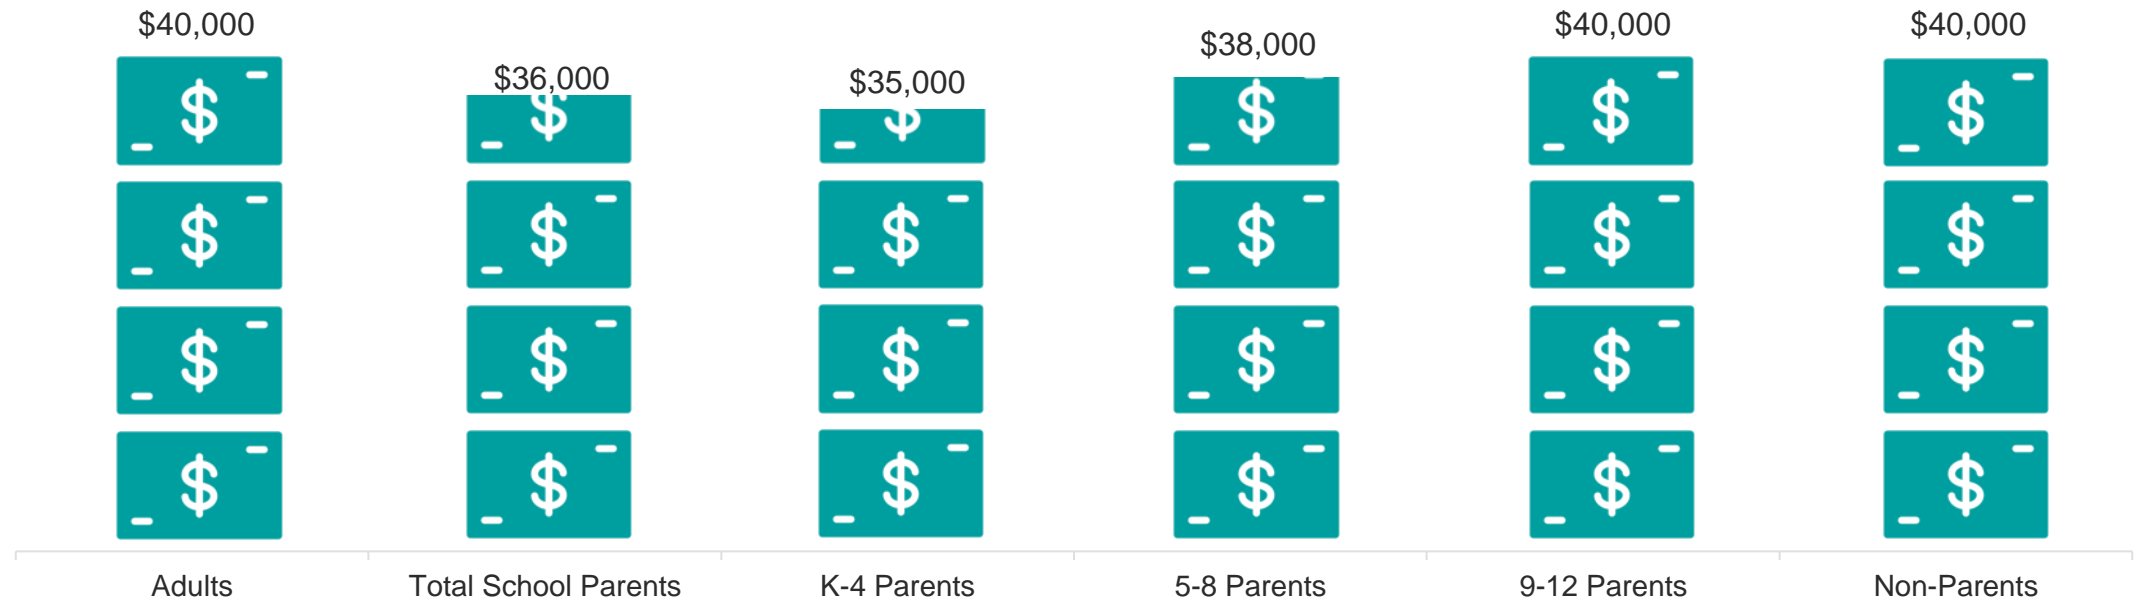 $40,000
$36,000
$35,000
$38,000
$40,000
$40,000
$ $ $ $ $ $
$ $ $ $ $ $
$ $ $ $ $ $
$ $ $ $ $ $
Adults
Total School Parents
K-4 Parents
5-8 Parents
9-12 Parents
Non-Parents